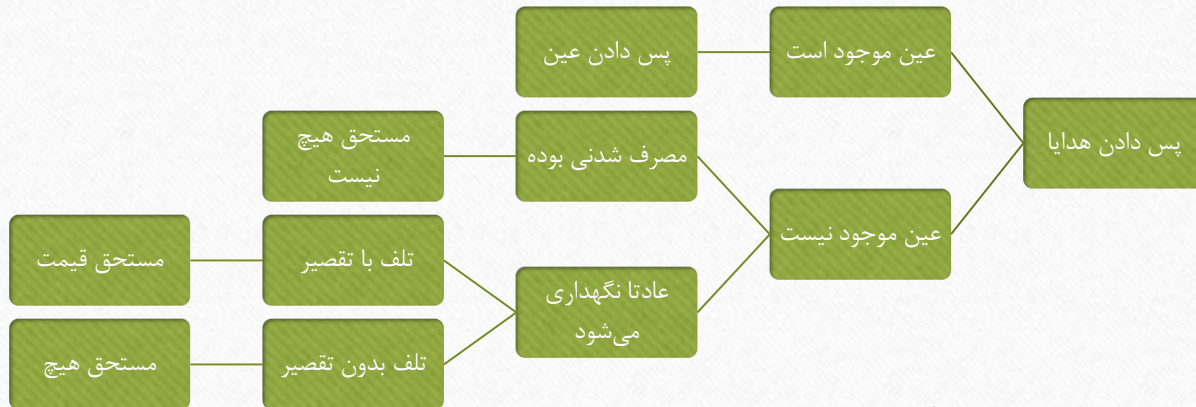 پس دادن هدایا
عین موجود است
پس دادن عین
عین موجود نیست
مصرف شدنی بوده
مستحق هیچ
نیست
عادتا نگهداری
می‌شود
تلف با تقصیر
مستحق قیمت
تلف بدون تقصیر
مستحق هیچ